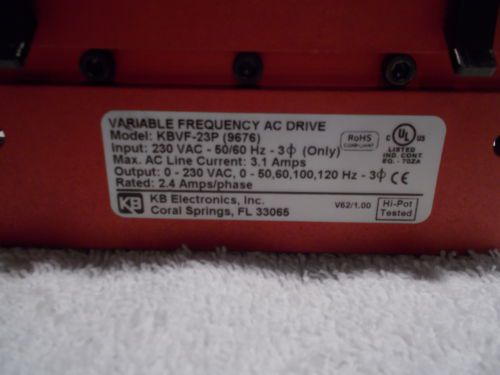 VARIABLE FREQUENCY AC DRIVE
Model: KBVF-23P (9676)
Input: 230 VAC - 50/60 Hz - 3ϕ (Only)
Max. AC Line Current: 3.1 Amps
Output: 0 - 230 VAC, 0 - 50,60,100,120 Hz - 3ϕ CE
Rated: 2.4 Amps/phase
KB
KB Electronics, Inc.
Coral Springs, FL 33065
V62/1.00
Hi-Pot
Tested
RoHS
COMPLIANT
C UL US
LISTED
IND. CONT.
EQ. - 70ZA